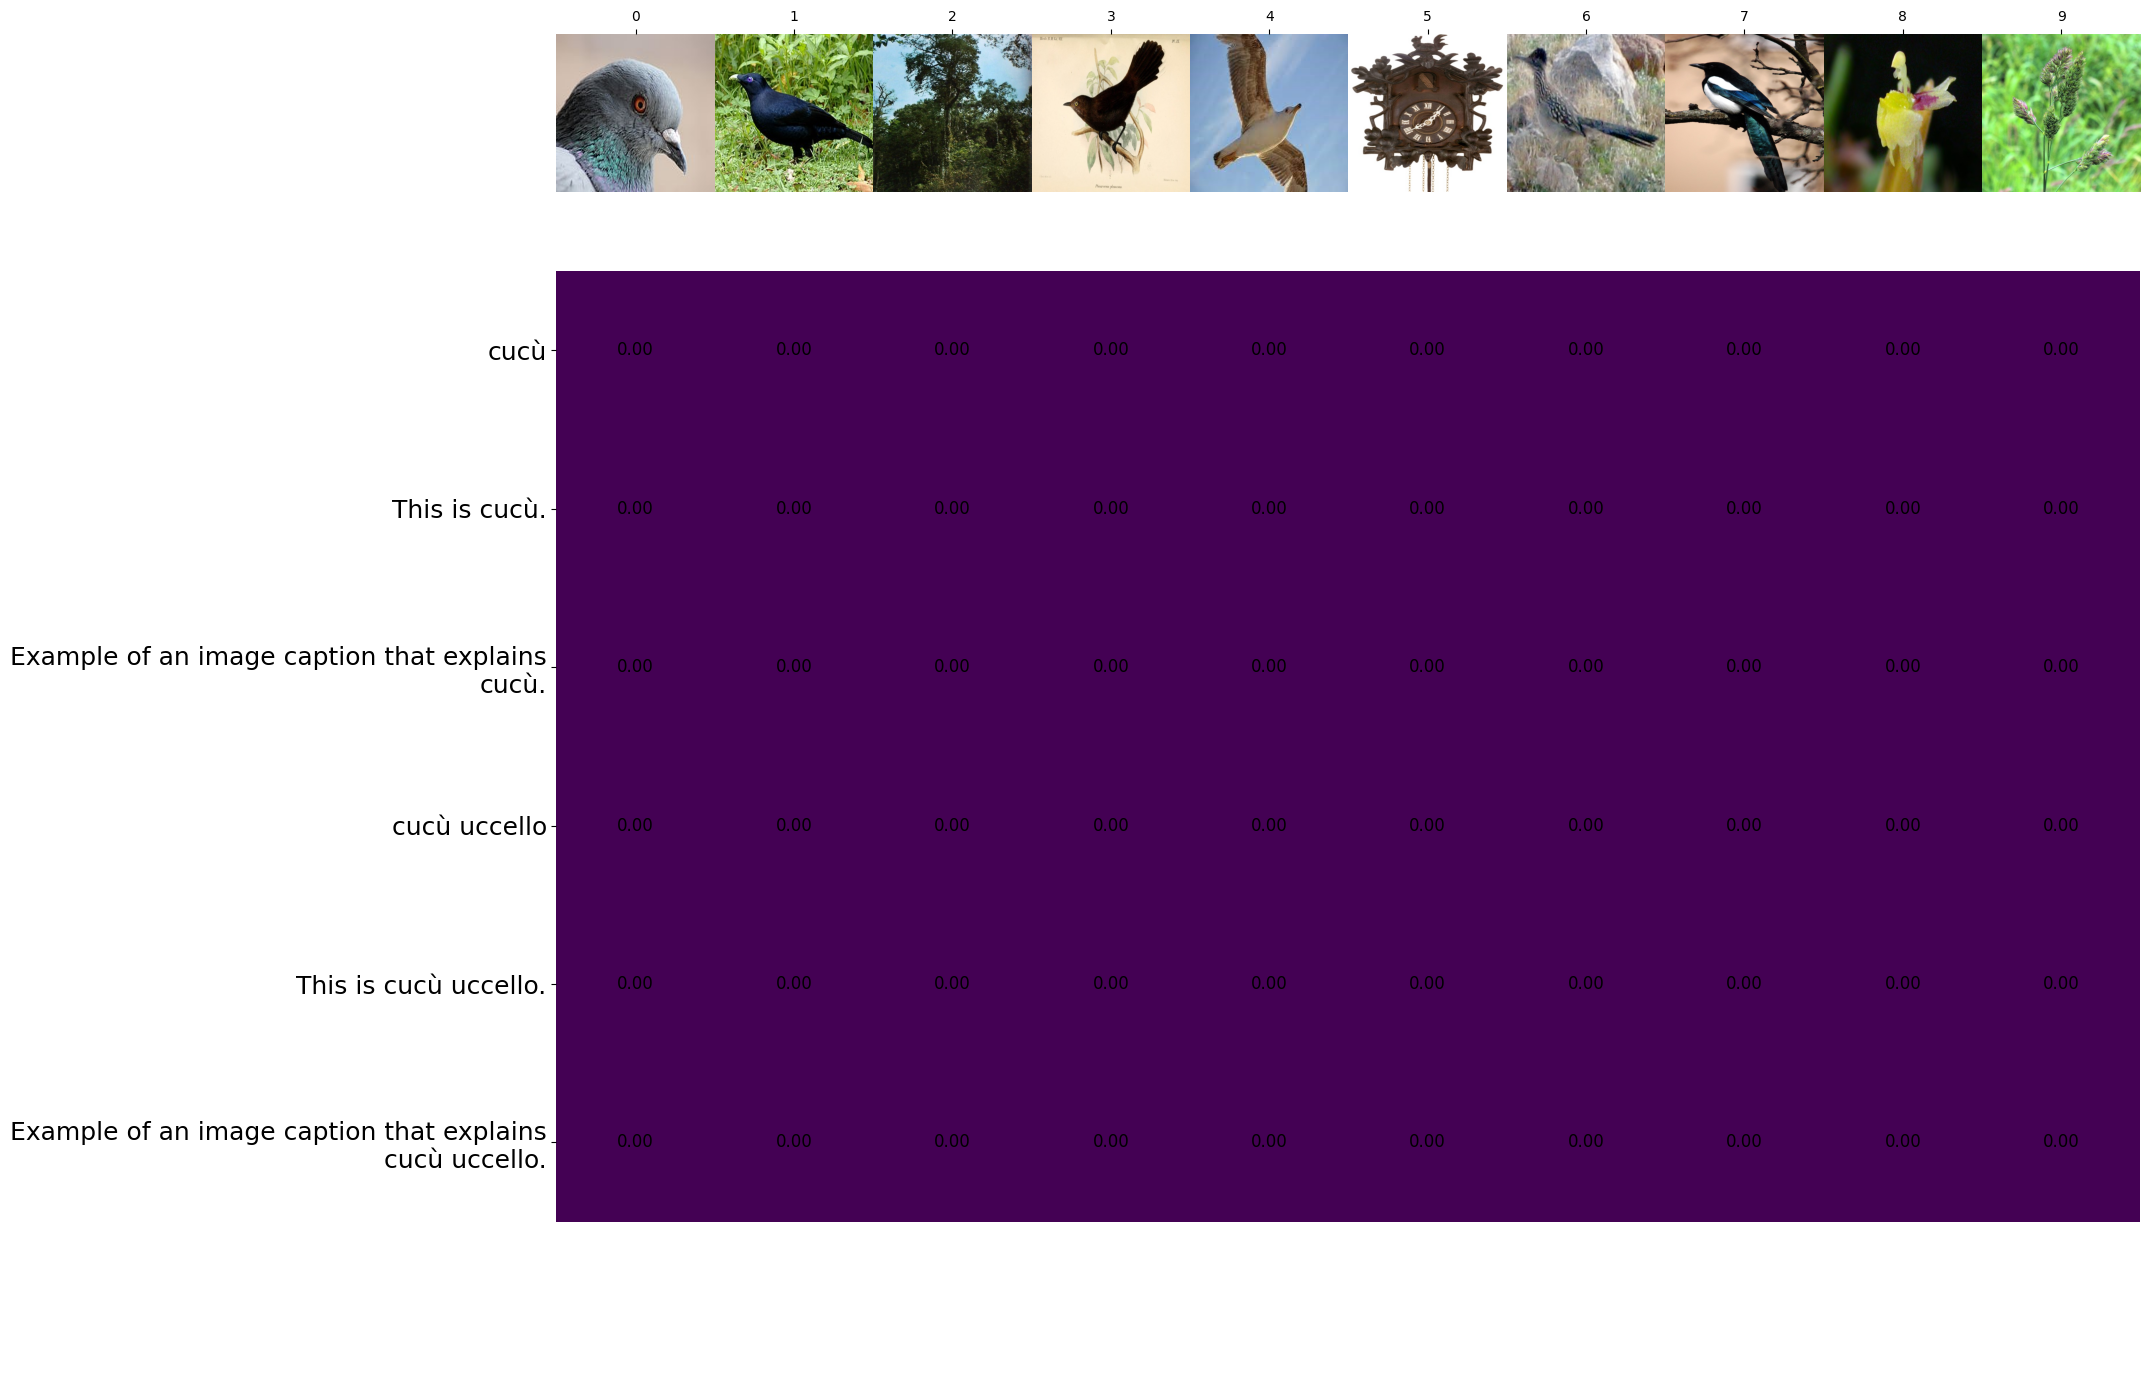 0 1 2 3 4 5 6 7 8 9
cucù 0.00 0.00 0.00 0.00 0.00 0.00 0.00 0.00 0.00 0.00
This is cucù. 0.00 0.00 0.00 0.00 0.00 0.00 0.00 0.00 0.00 0.00
Example of an image caption that explains
cucù. 0.00 0.00 0.00 0.00 0.00 0.00 0.00 0.00 0.00 0.00
cucù uccello 0.00 0.00 0.00 0.00 0.00 0.00 0.00 0.00 0.00 0.00
This is cucù uccello. 0.00 0.00 0.00 0.00 0.00 0.00 0.00 0.00 0.00 0.00
Example of an image caption that explains
cucù uccello. 0.00 0.00 0.00 0.00 0.00 0.00 0.00 0.00 0.00 0.00